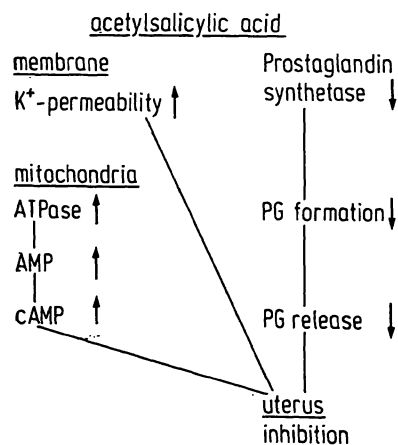 acetylsalicylic acid
membrane
K⁺-permeability ↑
mitochondria
ATPase ↑
AMP ↑
cAMP ↑
Prostaglandin
synthetase ↓
PG formation ↓
PG release ↓
uterus
inhibition